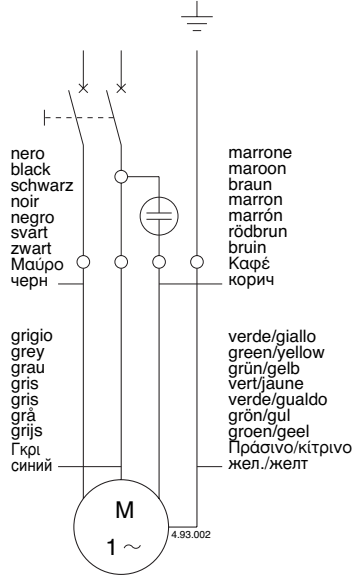 nero
black
schwarz
noir
negro
svart
zwart
Μαύρο
черн
marrone
maroon
braun
marron
marrón
rödbrun
bruin
Καφέ
корич
grigio
grey
grau
gris
gris
grå
grijs
Γκρι
синий
verde/giallo
green/yellow
grün/gelb
vert/jaune
verde/gualdo
grön/gul
groen/geel
Πράσινο/κίτρινο
жел./желт
M
1 ~
4.93.002